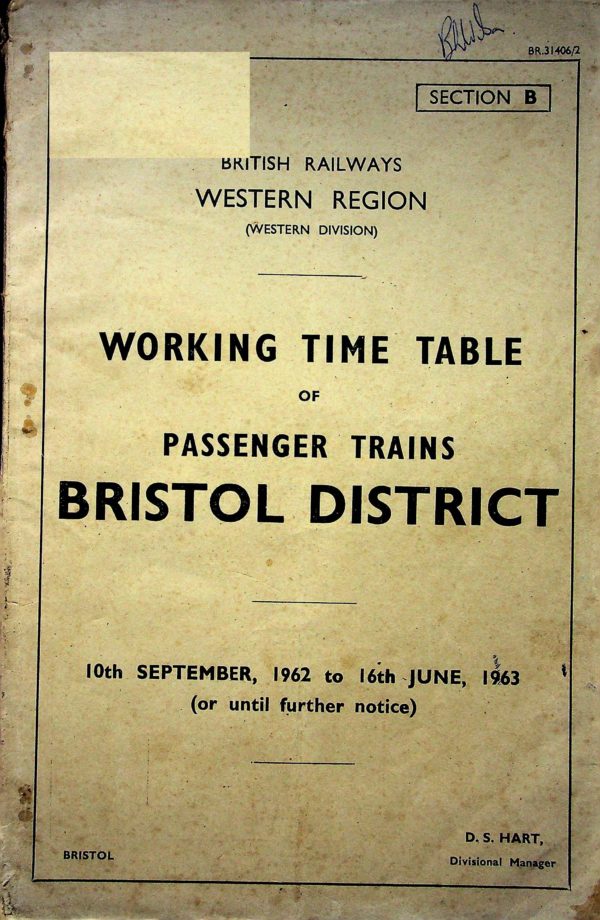 BR.31406/2
SECTION B
BRITISH RAILWAYS
WESTERN REGION
(WESTERN DIVISION)
WORKING TIME TABLE
OF
PASSENGER TRAINS
BRISTOL DISTRICT
10th SEPTEMBER, 1962 to 16th JUNE, 1963
(or until further notice)
D. S. HART,
BRISTOL
Divisional Manager